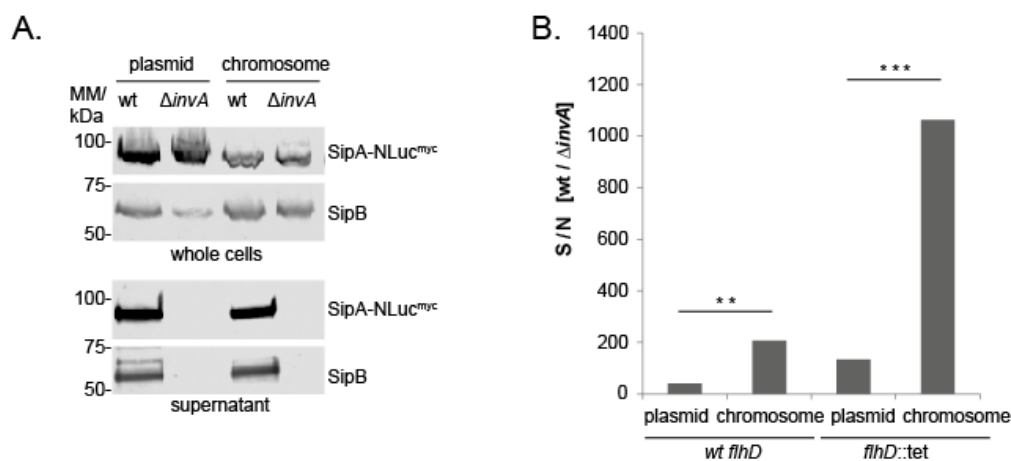 A.
plasmid chromosome
MM/ kDa wt ΔinvA wt ΔinvA
100-
SipA-NLucmyc
75-
SipB
50-
whole cells
100-
SipA-NLucmyc
75-
SipB
50-
supernatant
B.
S/N [wt / ΔinvA]
1400
1200
1000
800
600
400
200
0
**
***
plasmid chromosome plasmid chromosome
wt flhD flhD::tet